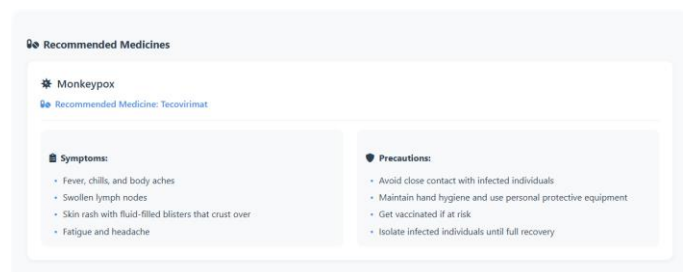 Recommended Medicines
Monkeypox
Recommended Medicine: Tecovirimat
Symptoms:
Fever, chills, and body aches
Swollen lymph nodes
Skin rash with fluid-filled blisters that crust over
Fatigue and headache
Precautions:
Avoid close contact with infected individuals
Maintain hand hygiene and use personal protective equipment
Get vaccinated if at risk
Isolate infected individuals until full recovery